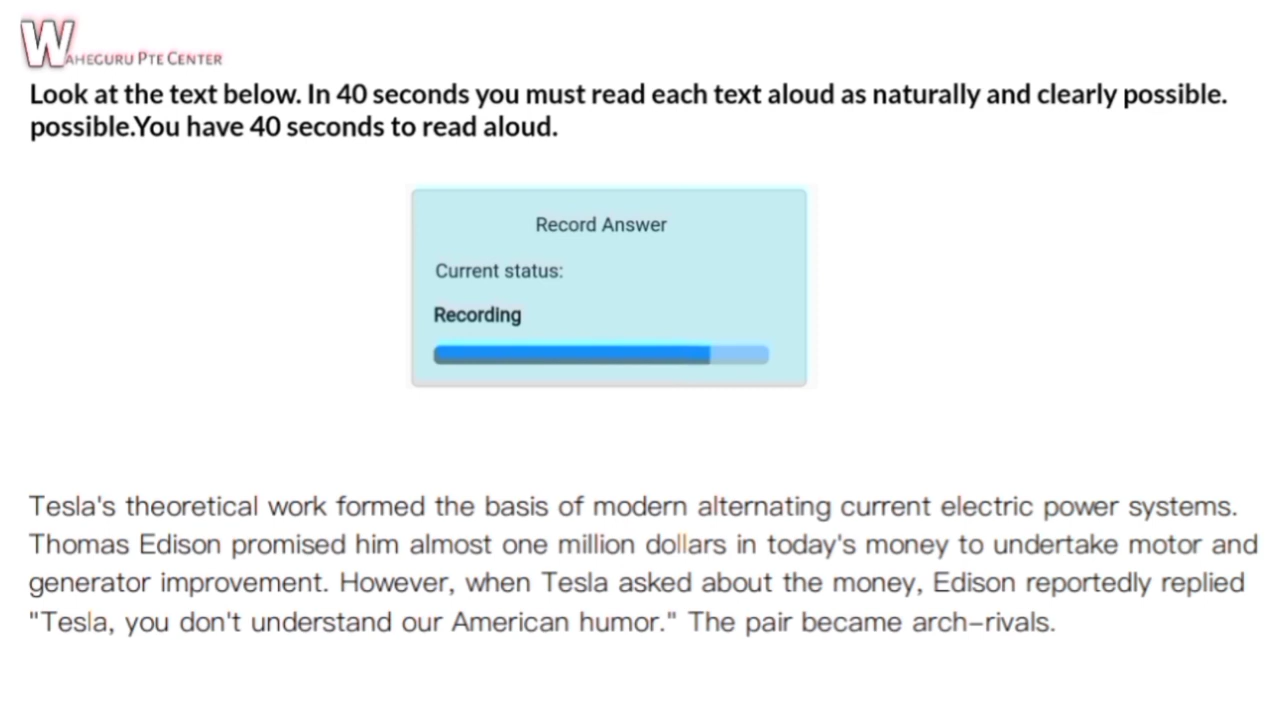 WAHEGURU PTE CENTER
Look at the text below. In 40 seconds you must read each text aloud as naturally and clearly possible.
possible.You have 40 seconds to read aloud.
Record Answer
Current status:
Recording
Tesla's theoretical work formed the basis of modern alternating current electric power systems.
Thomas Edison promised him almost one million dollars in today's money to undertake motor and
generator improvement. However, when Tesla asked about the money, Edison reportedly replied
"Tesla, you don't understand our American humor." The pair became arch–rivals.